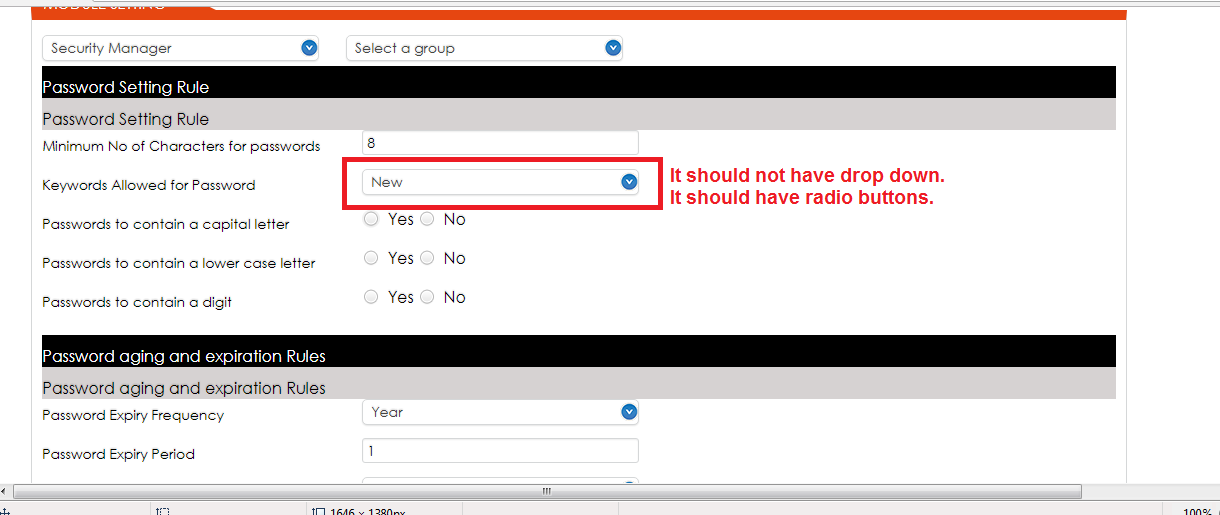 MODULE SETTING
Security Manager Select a group
Password Setting Rule
Password Setting Rule
Minimum No of Characters for passwords 8
Keywords Allowed for Password New
It should not have drop down.
It should have radio buttons.
Passwords to contain a capital letter Yes No
Passwords to contain a lower case letter Yes No
Passwords to contain a digit Yes No
Password aging and expiration Rules
Password aging and expiration Rules
Password Expiry Frequency Year
Password Expiry Period 1
1646 × 1380px 100%